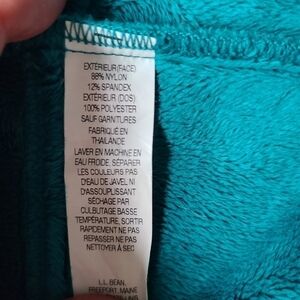 EXTÉRIEUR(FACE)
88% NYLON
12% SPANDEX
EXTÉRIEUR (DOS)
100% POLYESTER
SAUF GARNITURES
FABRIQUÉ EN
THAÏLANDE
LAVER EN MACHINE EN
EAU FROIDE. SÉPARER
LES COULEURS PAS
D'EAU DE JAVEL NI
D'ASSOUPLISSANT
SÉCHAGE PAR
CULBUTAGE BASSE
TEMPÉRATURE, SORTIR
RAPIDEMENT NE PAS
REPASSER NE PAS
NETTOYER À SEC
L.L. BEAN,
FREEPORT, MAINE